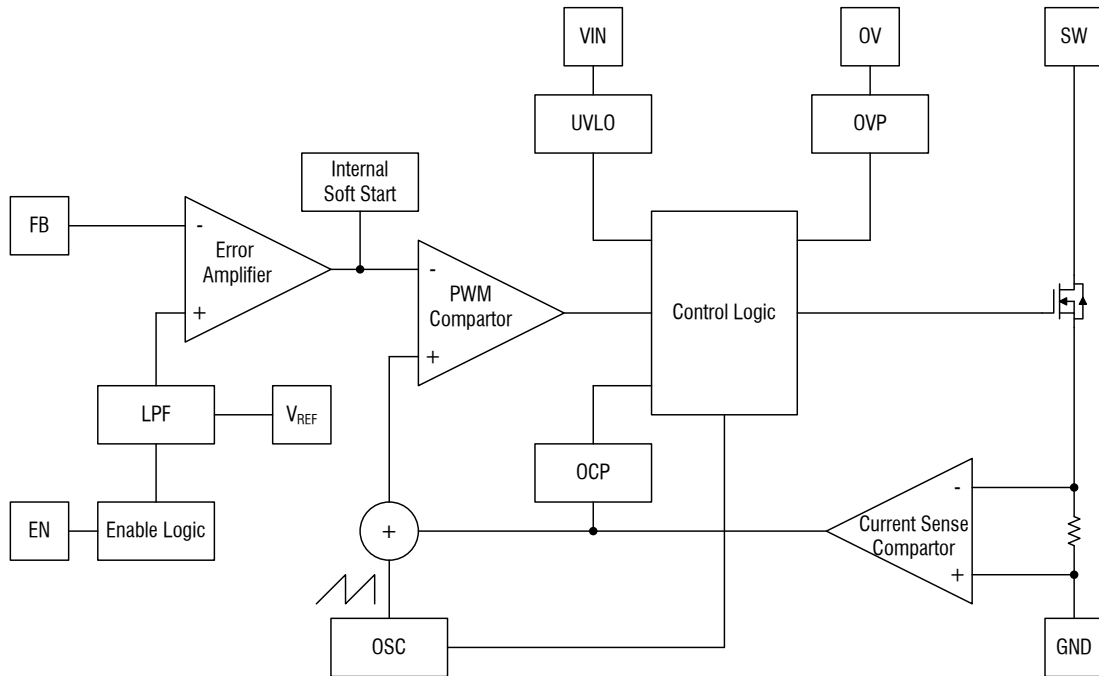 VIN
OV
SW
UVLO
OVP
Internal
Soft Start
FB
-
Error
Amplifier
+
-
PWM
Compartor
+
Control Logic
LPF
VREF
OCP
EN
Enable Logic
+
-
Current Sense
Compartor
+
OSC
GND